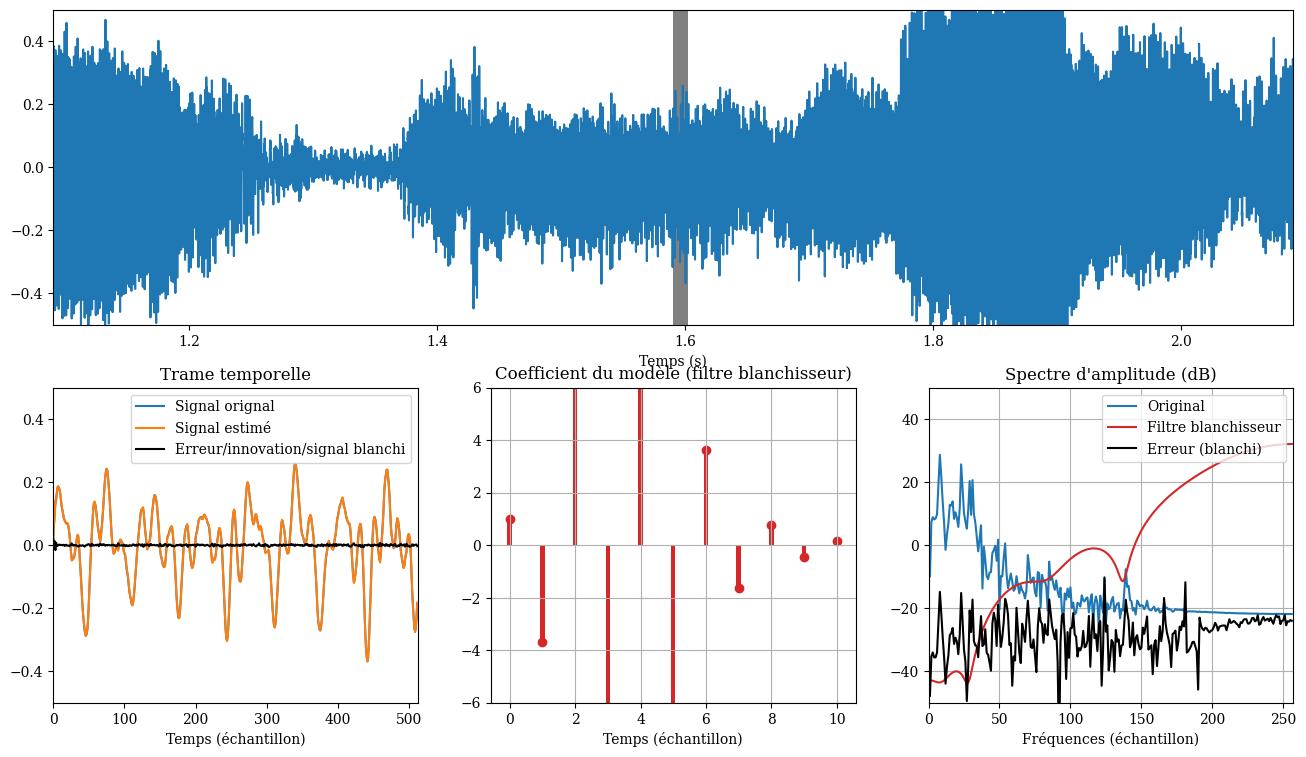 0.4
0.2
0.0
−0.2
−0.4
1.2 1.4 1.6 1.8 2.0
Temps (s)
Trame temporelle
Signal orignal
Signal estimé
Erreur/innovation/signal blanchi
0.4
0.2
0.0
−0.2
−0.4
0 100 200 300 400 500
Temps (échantillon)
Coefficient du modèle (filtre blanchisseur)
6
4
2
0
−2
−4
−6
0 2 4 6 8 10
Temps (échantillon)
Spectre d'amplitude (dB)
Original
Filtre blanchisseur
Erreur (blanchi)
40
20
0
−20
−40
0 50 100 150 200 250
Fréquences (échantillon)